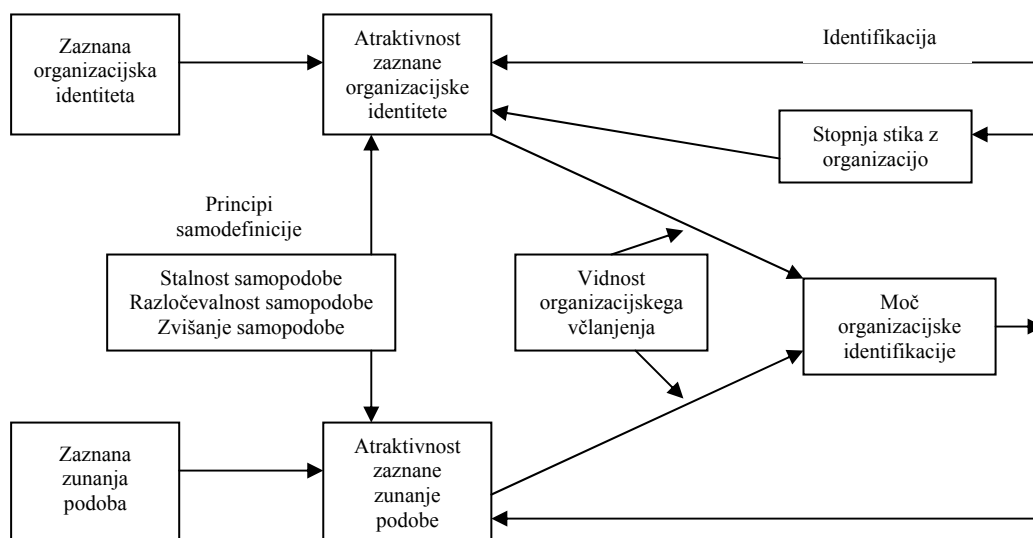 Zaznana
organizacijska
identiteta
Atraktivnost
zaznane
organizacijske
identitete
Identifikacija
Stopnja stika z
organizacijo
Principi
samodefinicije
Stalnost samopodobe
Razločevalnost samopodobe
Zvišanje samopodobe
Vidnost
organizacijskega
včlanjenja
Moč
organizacijske
identifikacije
Zaznana
zunanja
podoba
Atraktivnost
zaznane
zunanje
podobe